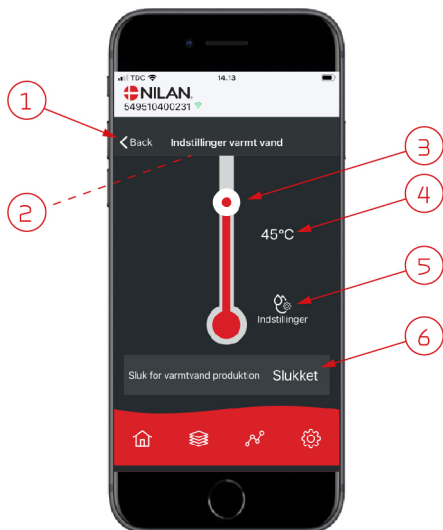 TDC 14.13
NILAN
549510400231
1
Back Indstillinger varmt vand
2
3
45°C
4
5
Indstillinger
6
Sluk for varmtvand produktion Slukket